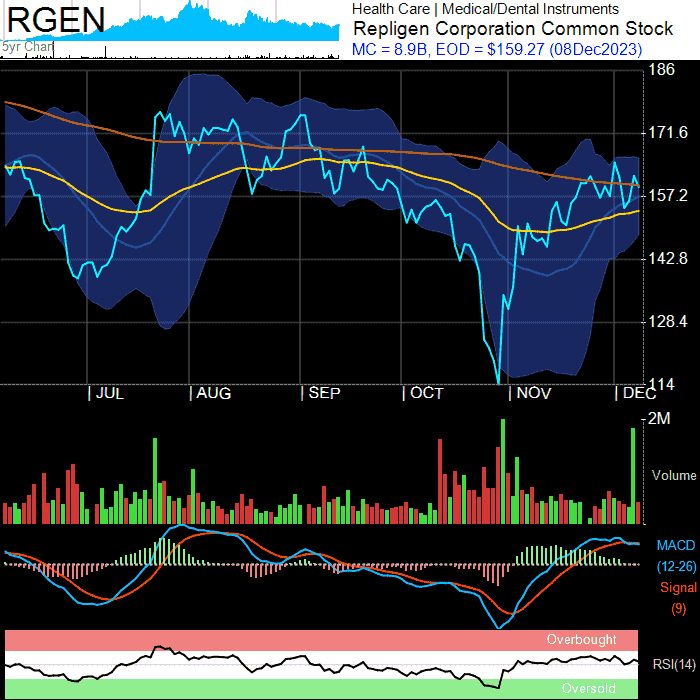 RGEN
5yr Chart
Health Care | Medical/Dental Instruments
Repligen Corporation Common Stock
MC = 8.9B, EOD = $159.27 (08Dec2023)
186
171.6
157.2
142.8
128.4
114
| JUL | AUG | SEP | OCT | NOV | DEC
2M
Volume
MACD
(12-26)
Signal
(9)
Overbought
RSI(14)
Oversold